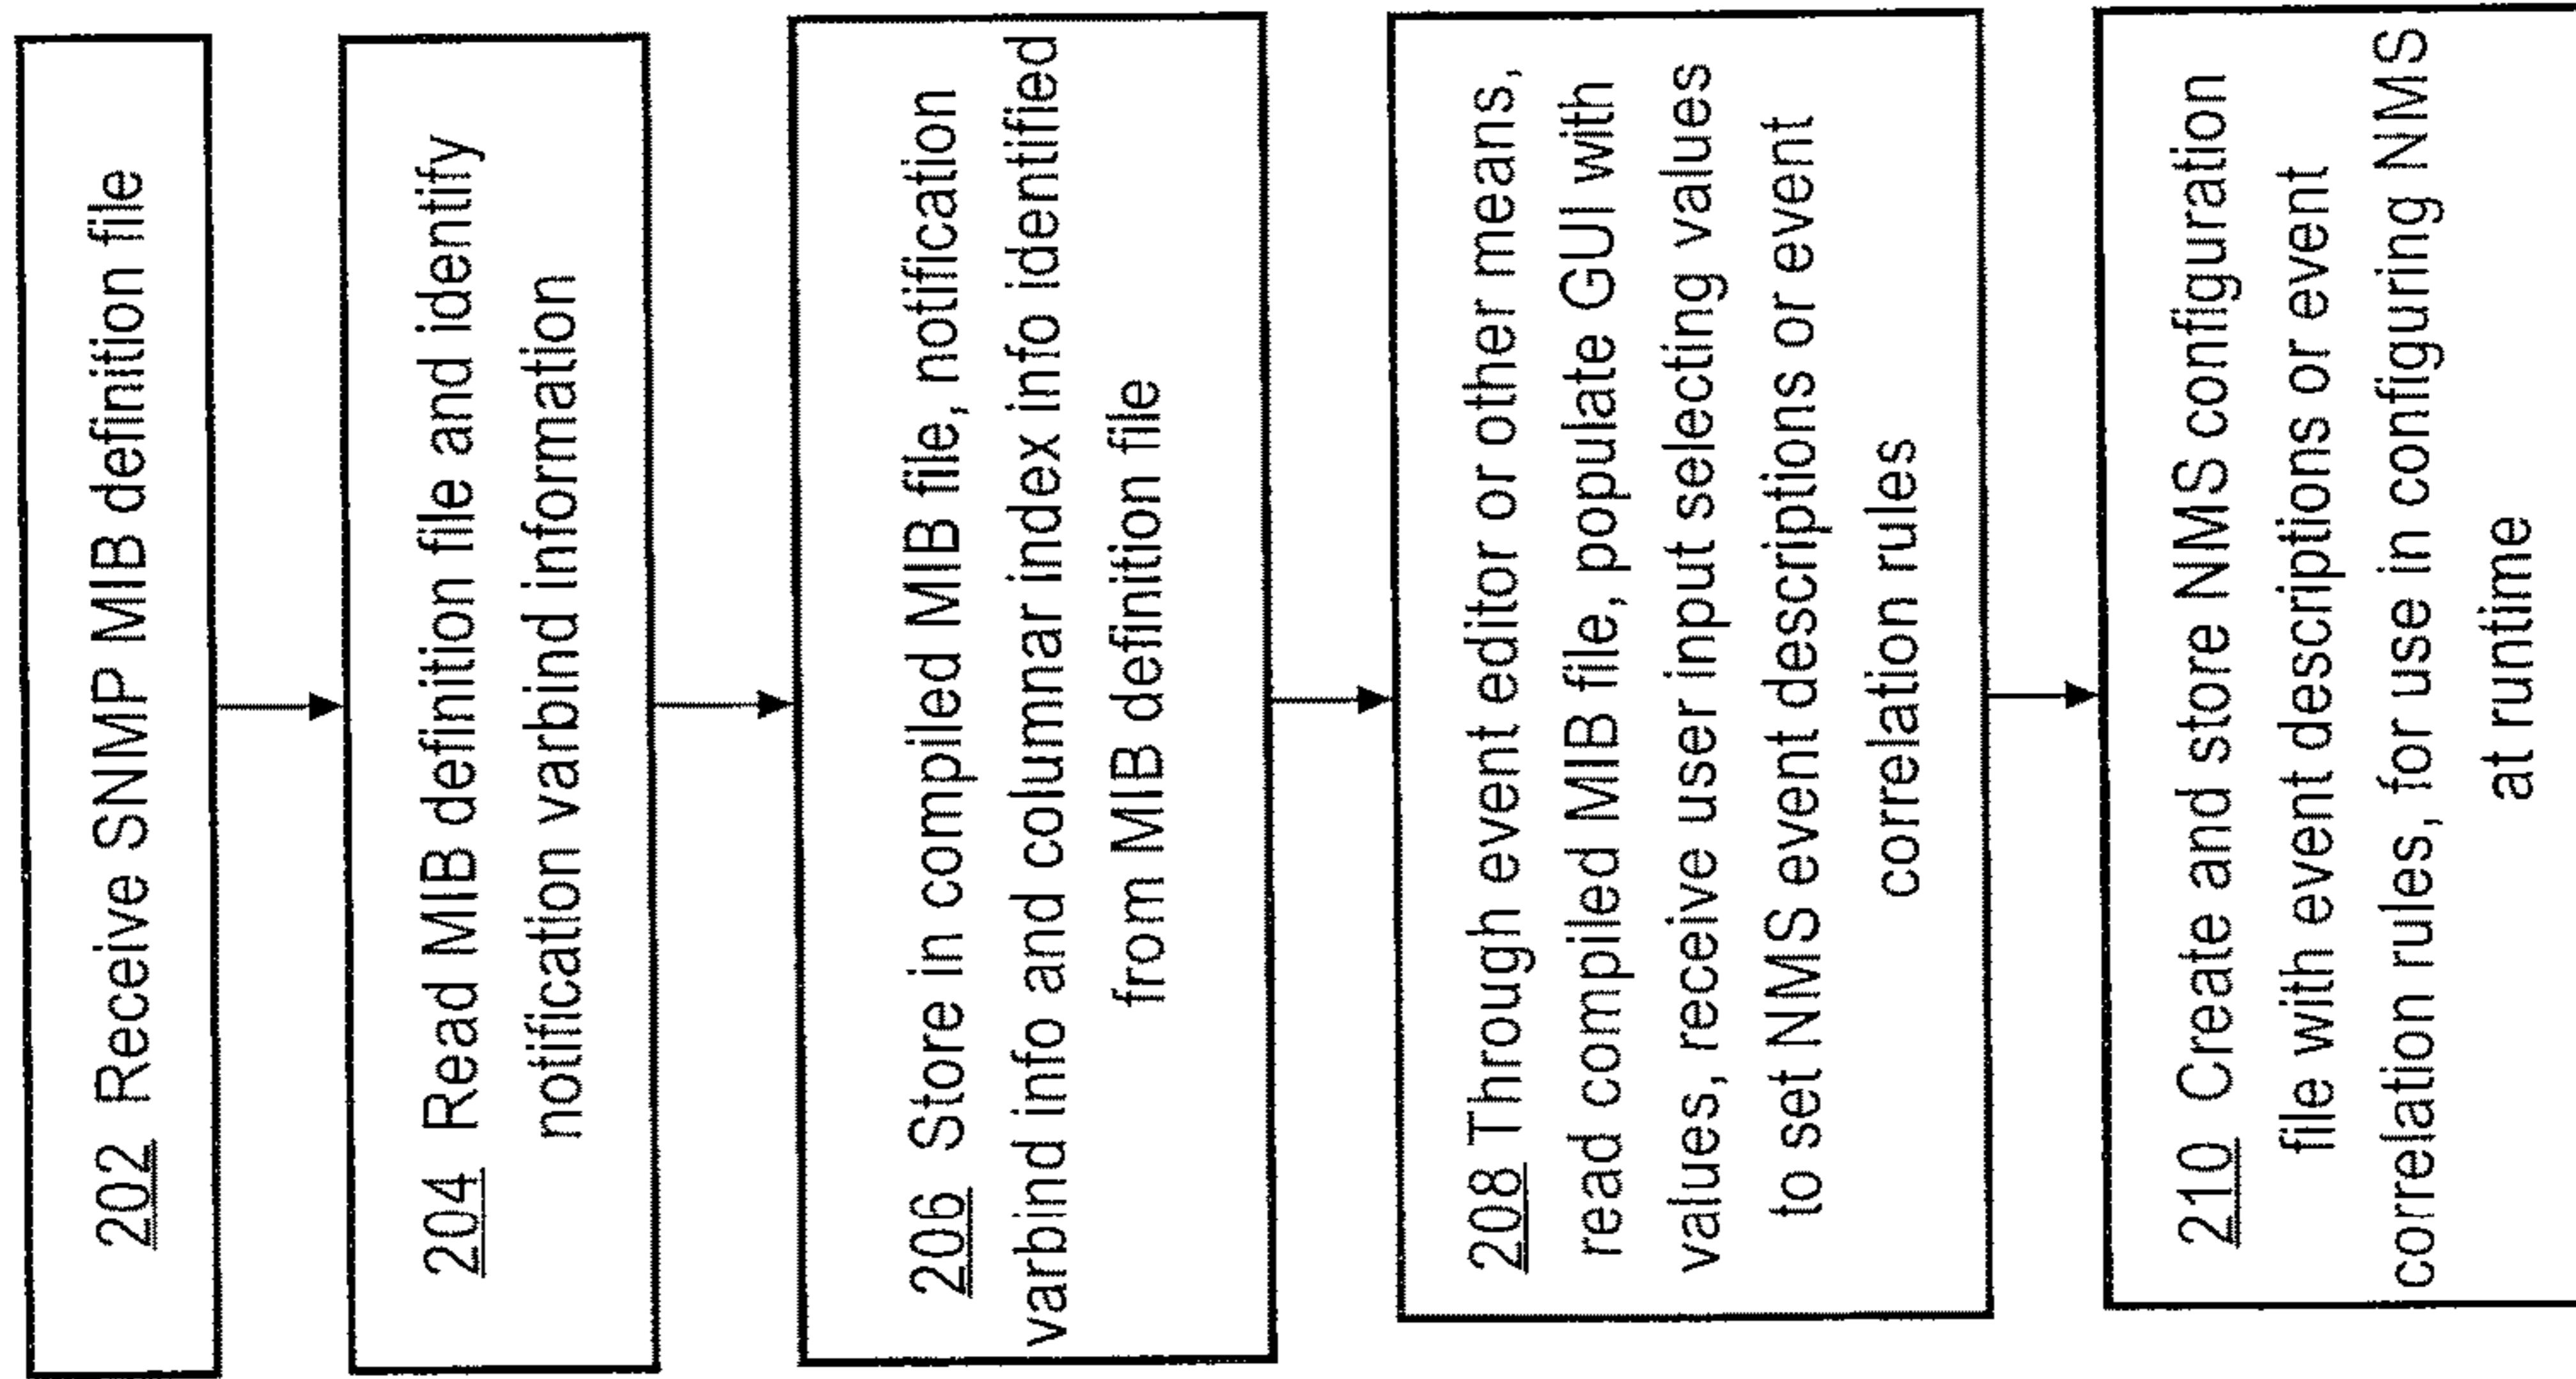 202 Receive SNMP MIB definition file
204 Read MIB definition file and identify
notification varbind information
206 Store in compiled MIB file, notification
varbind info and columnar index info identified
from MIB definition file
208 Through event editor or other means,
read compiled MIB file, populate GUI with
values, receive user input selecting values
to set NMS event descriptions or event
correlation rules
210 Create and store NMS configuration
file with event descriptions or event
correlation rules, for use in configuring NMS
at runtime